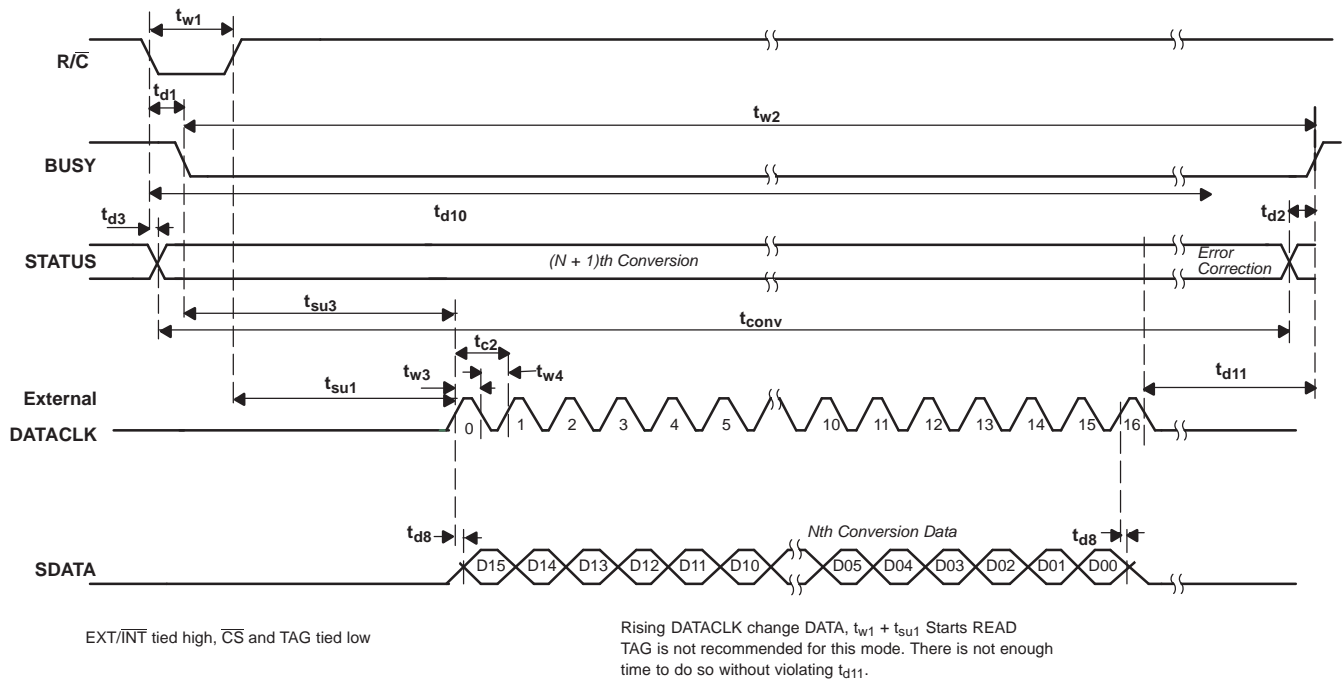 tw1
R/C̅
td1
tw2
BUSY
td3
td10
td2
STATUS
(N + 1)th Conversion
Error
Correction
tsu3
tconv
tc2
tw3
tw4
tsu1
td11
External
DATACLK
0 1 2 3 4 5 10 11 12 13 14 15 16
Nth Conversion Data
td8
td8
SDATA
D15 D14 D13 D12 D11 D10 D05 D04 D03 D02 D01 D00
EXT/I̅N̅T̅ tied high, C̅S̅ and TAG tied low
Rising DATACLK change DATA, tw1 + tsu1 Starts READ
TAG is not recommended for this mode. There is not enough
time to do so without violating td11.